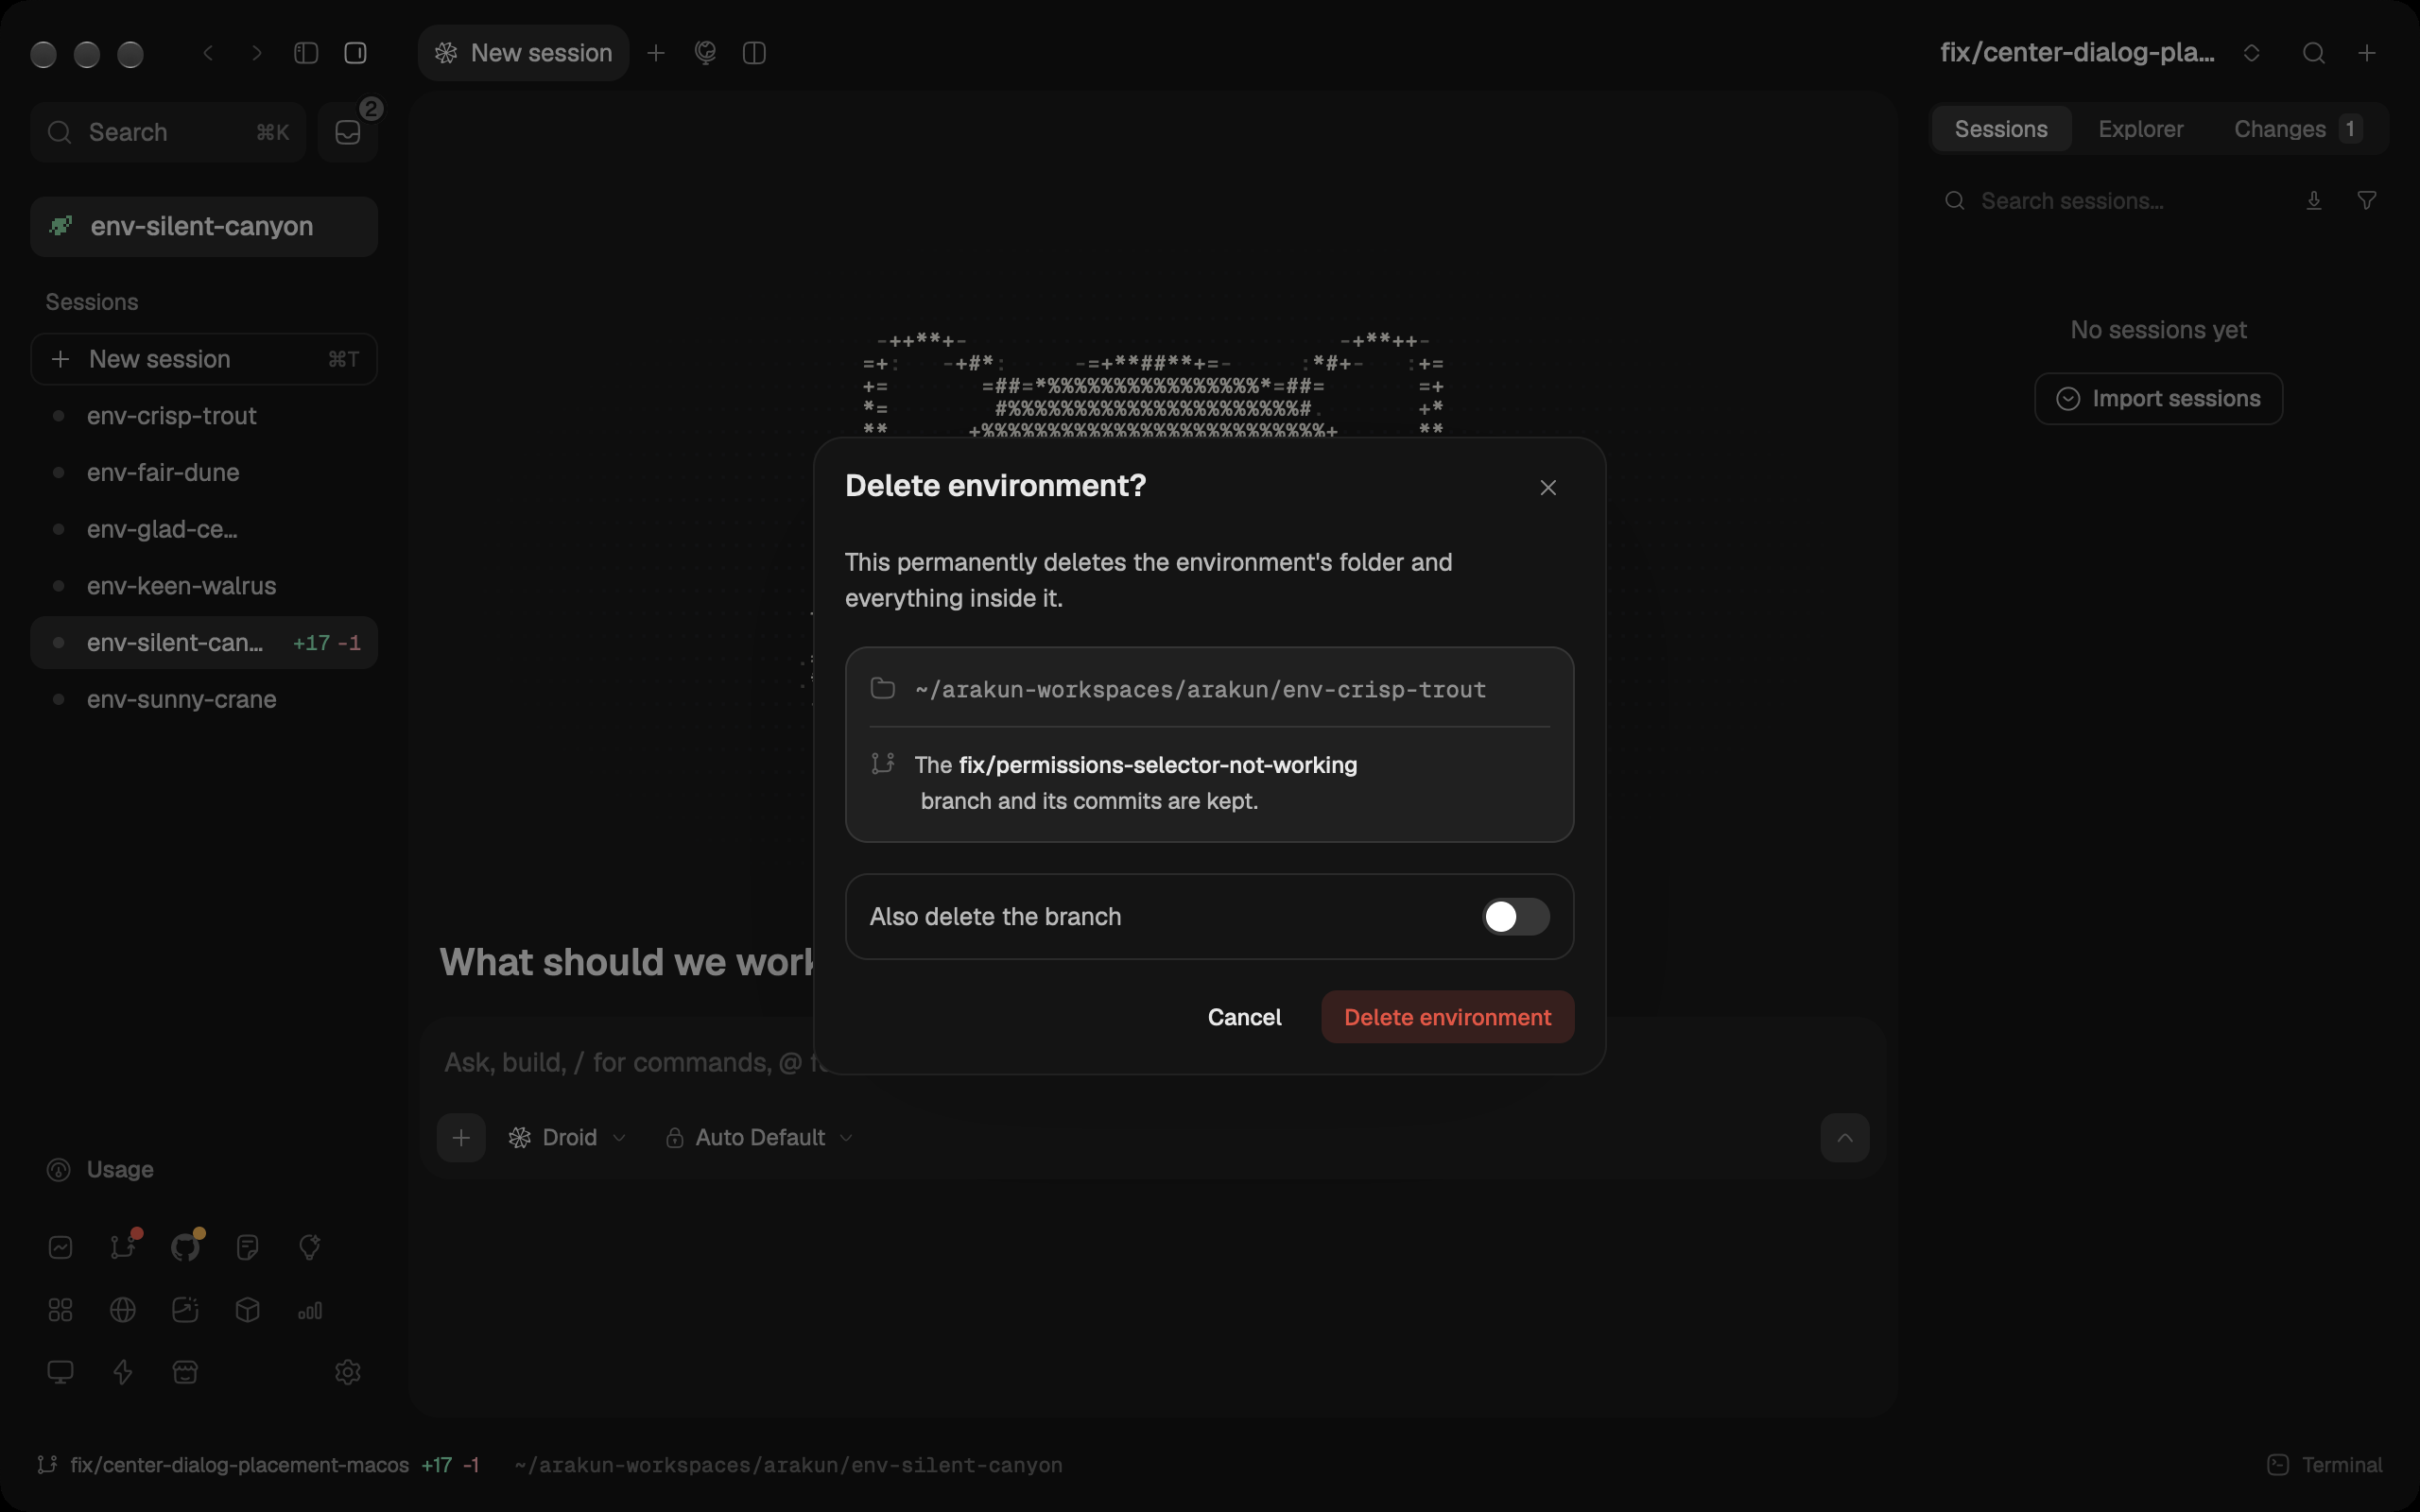 New session
fix/center-dialog-pla...
Search ⌘K
2
Sessions Explorer Changes 1
Search sessions...
env-silent-canyon
Sessions
New session ⌘T
env-crisp-trout
env-fair-dune
env-glad-ce...
env-keen-walrus
env-silent-can... +17 -1
env-sunny-crane
No sessions yet
Import sessions
Delete environment?
This permanently deletes the environment's folder and
everything inside it.
~/arakun-workspaces/arakun/env-crisp-trout
The fix/permissions-selector-not-working
branch and its commits are kept.
Also delete the branch
Cancel Delete environment
What should we work
Ask, build, / for commands, @ f
Droid Auto Default
Usage
fix/center-dialog-placement-macos +17 -1 ~/arakun-workspaces/arakun/env-silent-canyon
Terminal